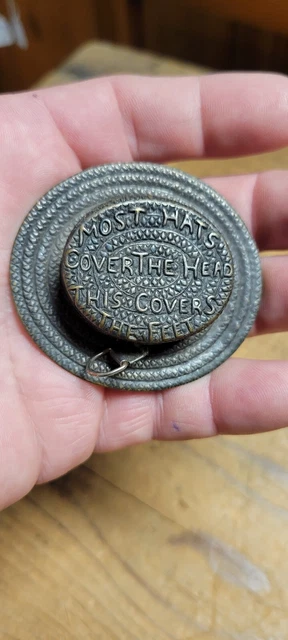 MOST HATS
COVER THE HEAD
THIS COVERS
THE FEET